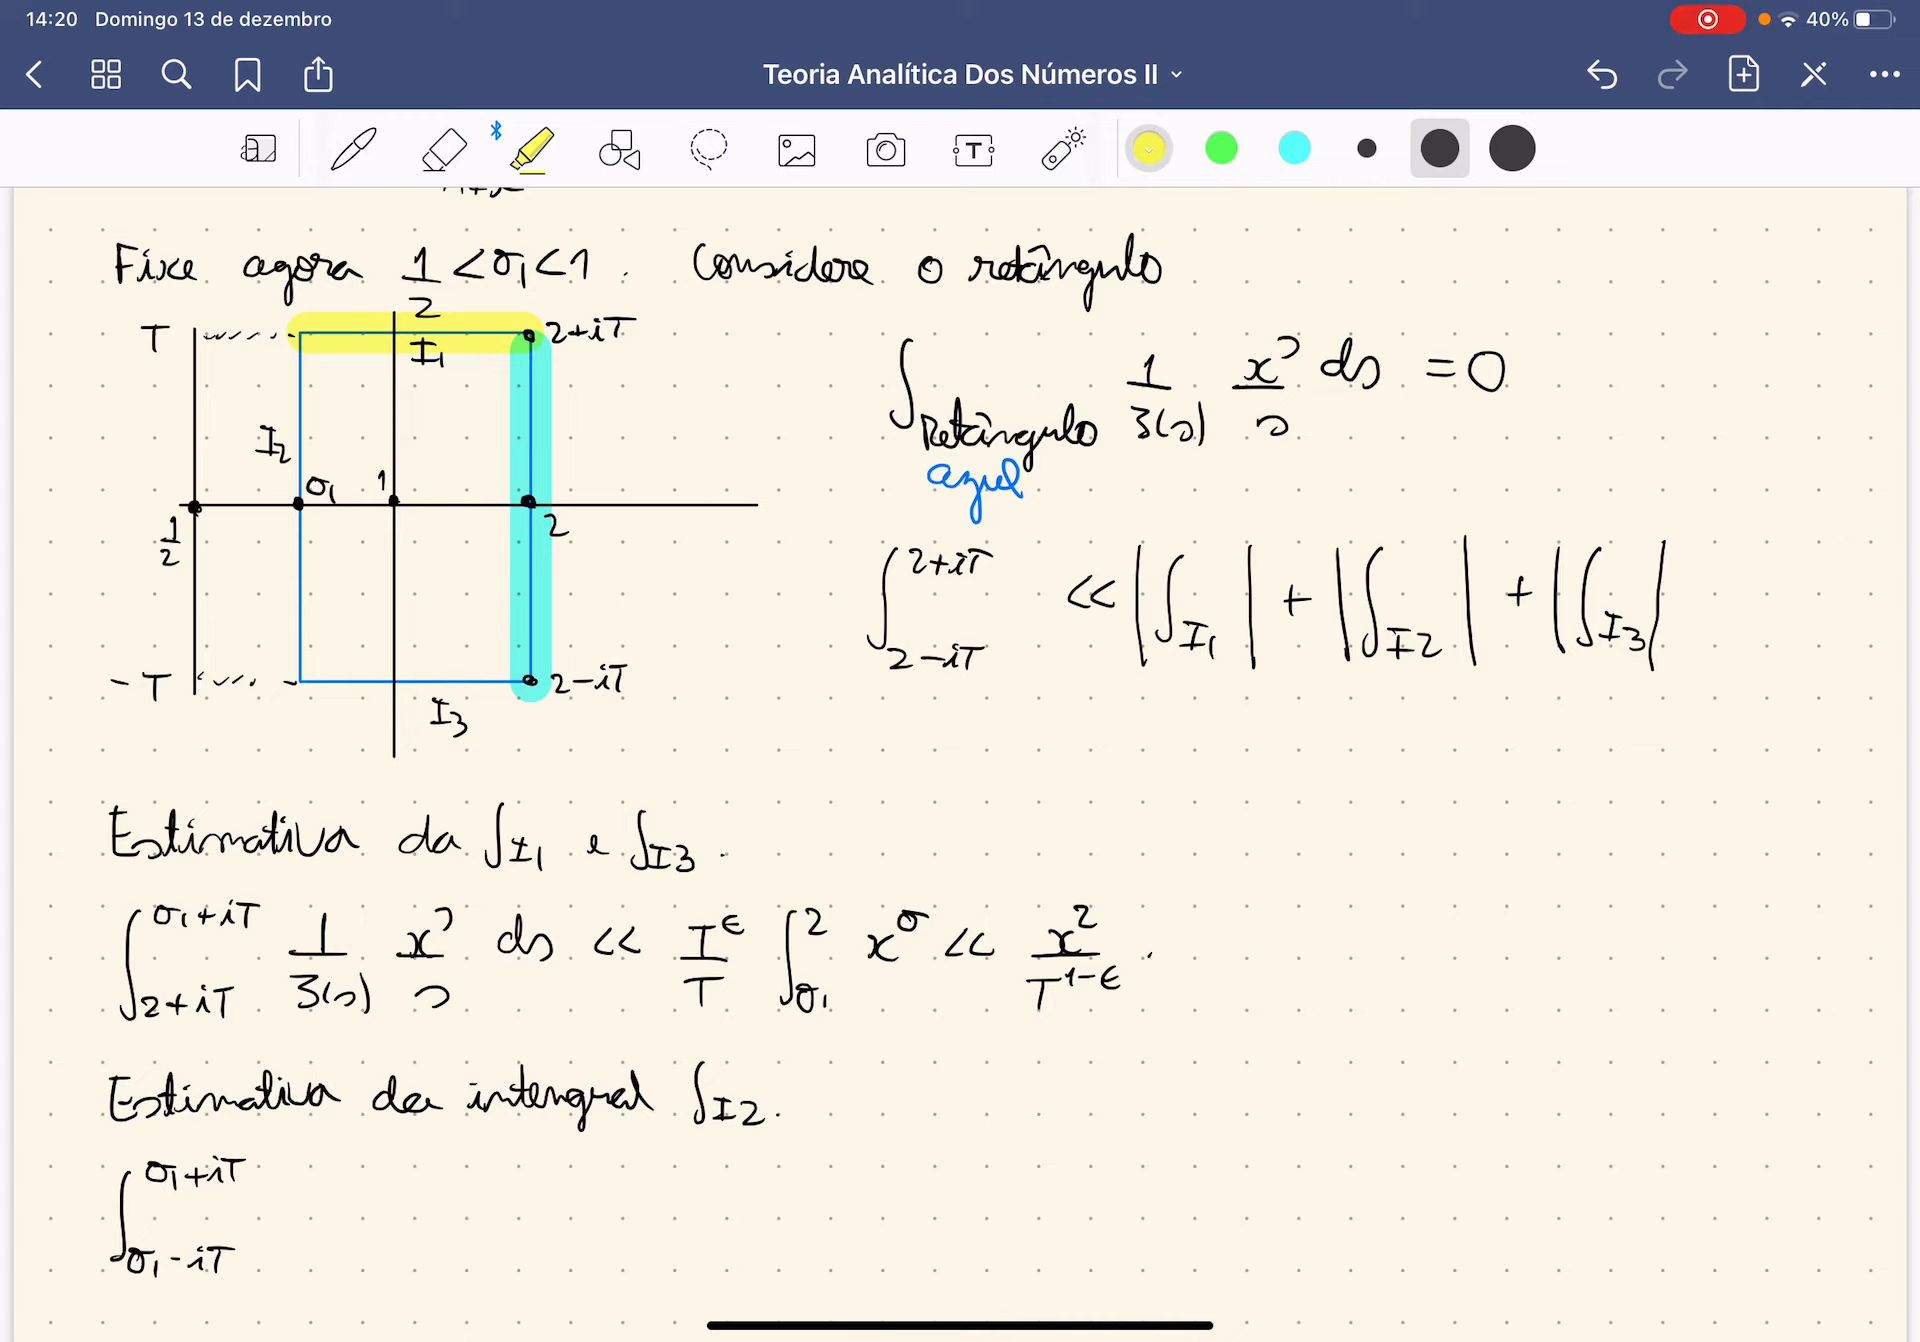 14:20 Domingo 13 de dezembro
40%
Teoria Analítica Dos Números II
Fixe agora 1/2 < σ₁ < 1. Considere o retângulo
T
I₁
2+iT
I₂
σ₁
1
1/2
2
-T
2-iT
I₃
∫_Retângulo azul 1/ζ(s) x^s/s ds = 0
∫_{2-iT}^{2+iT} << |∫_{I₁}| + |∫_{I2}| + |∫_{I3}|
Estimativa da ∫_{I₁} e ∫_{I3}.
∫_{2+iT}^{σ₁+iT} 1/ζ(s) x^s/s ds << T^ϵ/T ∫_{σ₁}^{2} x^σ << x²/T^{1-ϵ}.
Estimativa da intengral ∫_{I2}.
∫_{σ₁-iT}^{σ₁+iT}